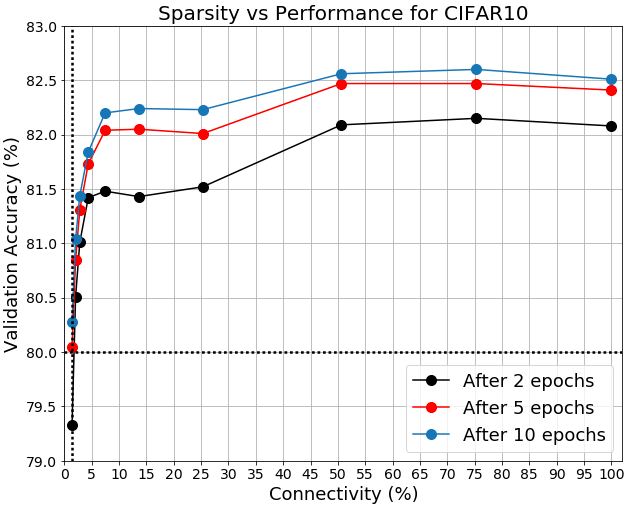 Sparsity vs Performance for CIFAR10
Validation Accuracy (%)
83.0
82.5
82.0
81.5
81.0
80.5
80.0
79.5
79.0
After 2 epochs
After 5 epochs
After 10 epochs
0 5 10 15 20 25 30 35 40 45 50 55 60 65 70 75 80 85 90 95 100
Connectivity (%)